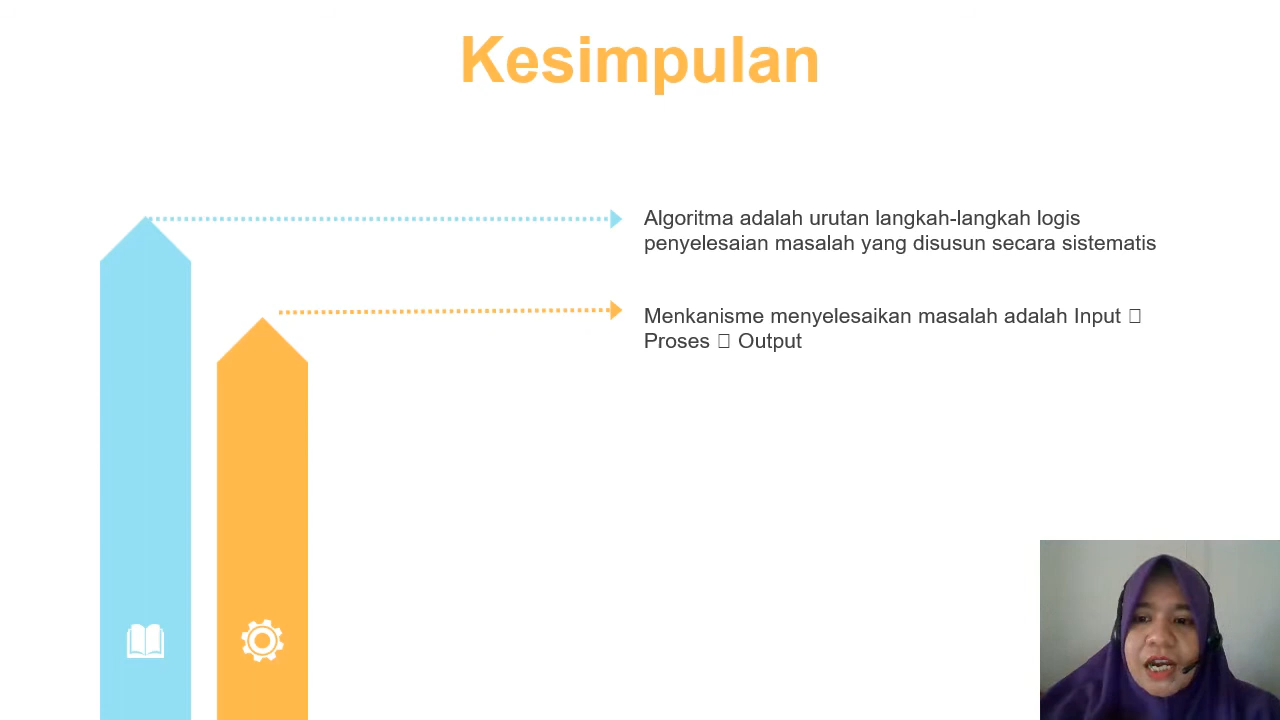 Kesimpulan
Algoritma adalah urutan langkah-langkah logis
penyelesaian masalah yang disusun secara sistematis
Menkanisme menyelesaikan masalah adalah Input 
Proses  Output